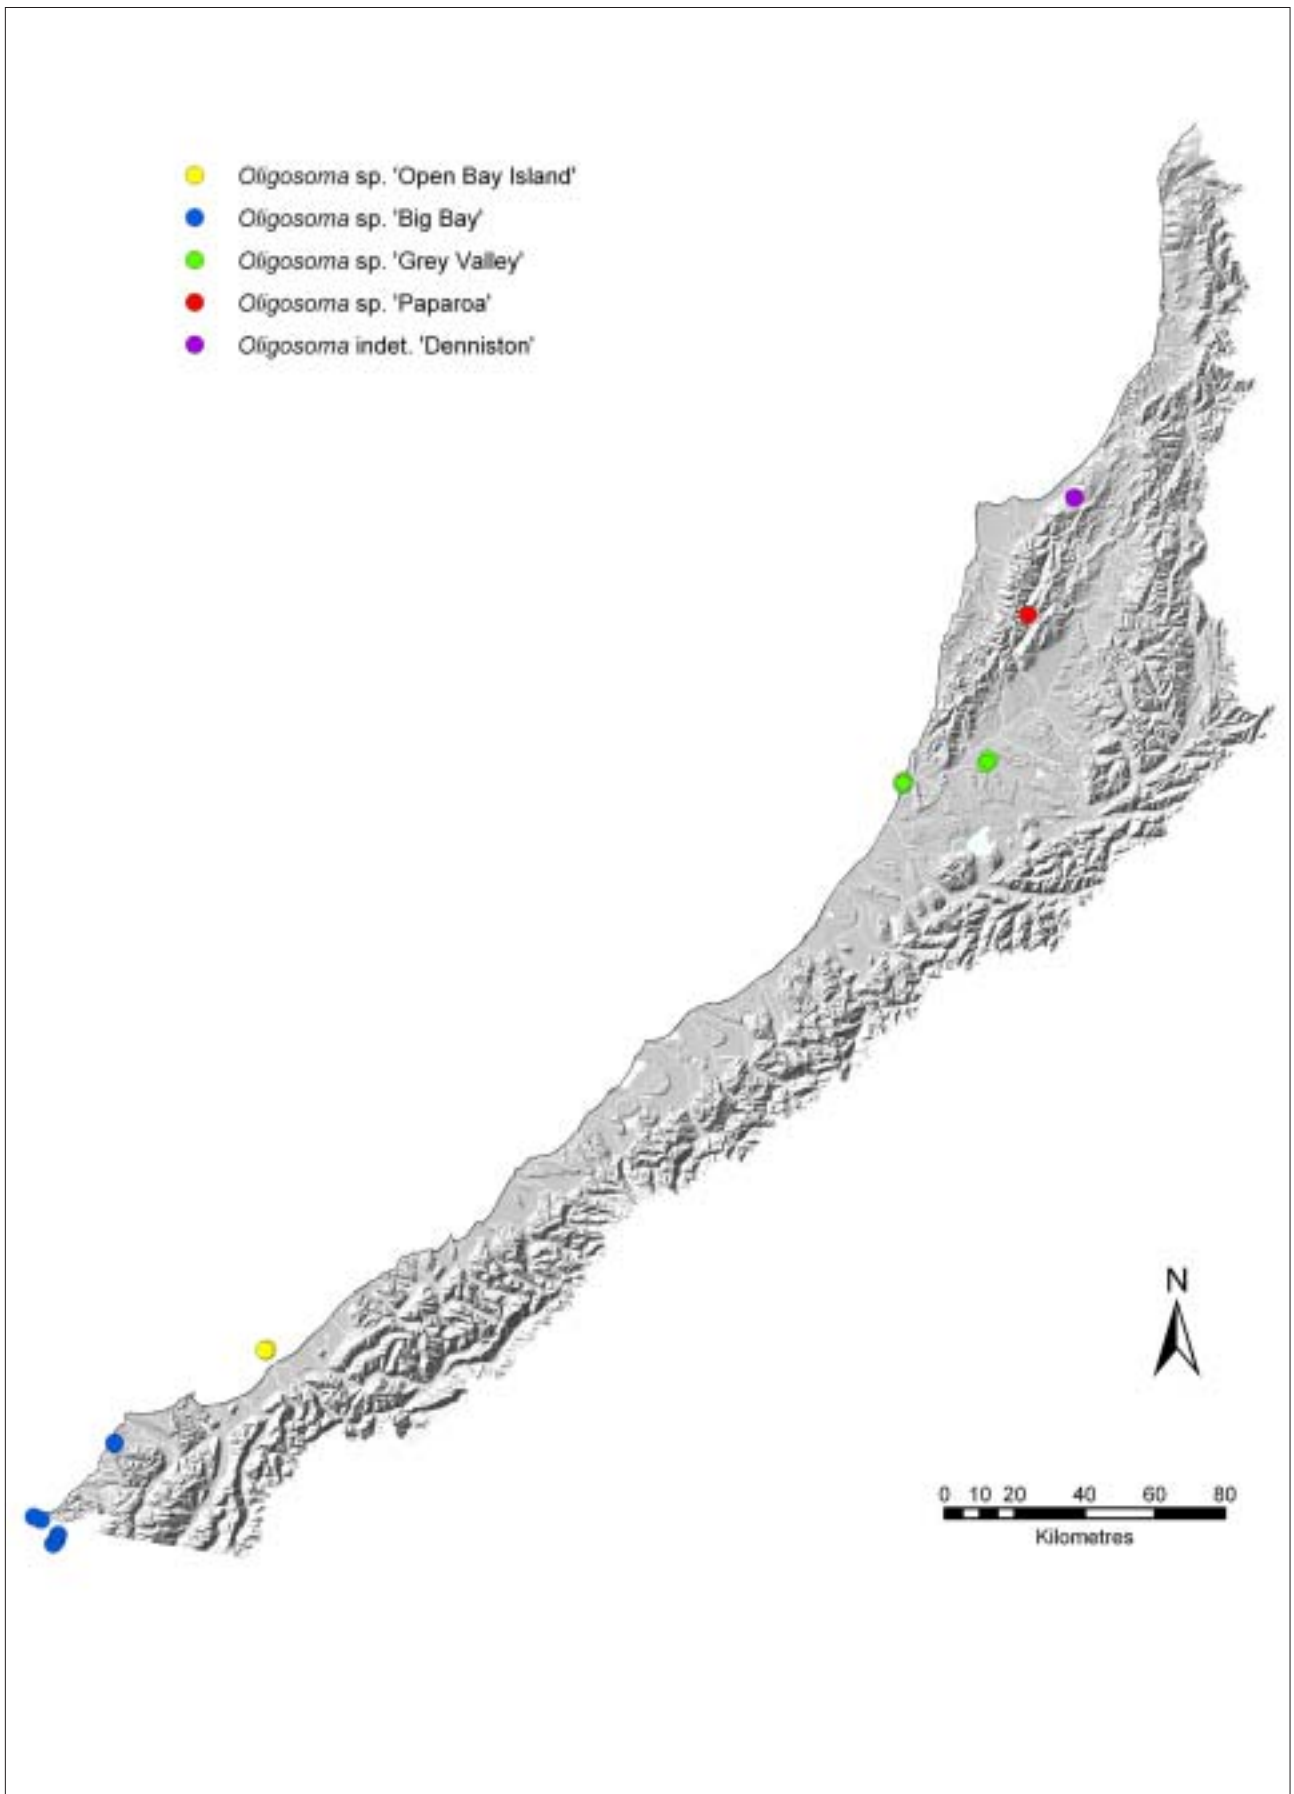 Oligosoma sp. 'Open Bay Island'
Oligosoma sp. 'Big Bay'
Oligosoma sp. 'Grey Valley'
Oligosoma sp. 'Paparoa'
Oligosoma indet. 'Denniston'
N
0 10 20 40 60 80
Kilometres